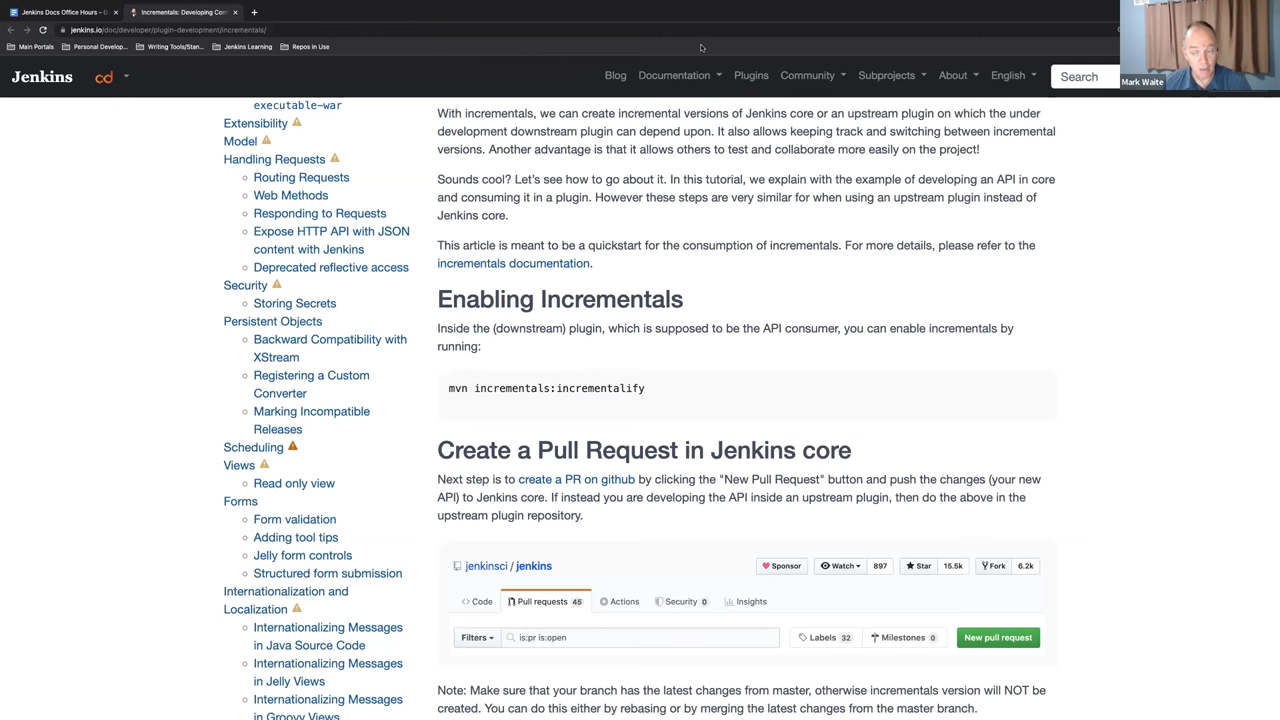 Jenkins Docs Office Hours - G
Incrementals: Developing Con
jenkins.io/doc/developer/plugin-development/incrementals/
Main Portals
Personal Develop...
Writing Tools/Stan...
Jenkins Learning
Repos in Use
Jenkins
cd
Blog
Documentation
Plugins
Community
Subprojects
About
English
Search
Mark Waite
executable-war
Extensibility
Model
Handling Requests
Routing Requests
Web Methods
Responding to Requests
Expose HTTP API with JSON
content with Jenkins
Deprecated reflective access
Security
Storing Secrets
Persistent Objects
Backward Compatibility with
XStream
Registering a Custom
Converter
Marking Incompatible
Releases
Scheduling
Views
Read only view
Forms
Form validation
Adding tool tips
Jelly form controls
Structured form submission
Internationalization and
Localization
Internationalizing Messages
in Java Source Code
Internationalizing Messages
in Jelly Views
Internationalizing Messages
in Groovy Views
With incrementals, we can create incremental versions of Jenkins core or an upstream plugin on which the under
development downstream plugin can depend upon. It also allows keeping track and switching between incremental
versions. Another advantage is that it allows others to test and collaborate more easily on the project!
Sounds cool? Let's see how to go about it. In this tutorial, we explain with the example of developing an API in core
and consuming it in a plugin. However these steps are very similar for when using an upstream plugin instead of
Jenkins core.
This article is meant to be a quickstart for the consumption of incrementals. For more details, please refer to the
incrementals documentation.
Enabling Incrementals
Inside the (downstream) plugin, which is supposed to be the API consumer, you can enable incrementals by
running:
mvn incrementals:incrementalify
Create a Pull Request in Jenkins core
Next step is to create a PR on github by clicking the "New Pull Request" button and push the changes (your new
API) to Jenkins core. If instead you are developing the API inside an upstream plugin, then do the above in the
upstream plugin repository.
jenkinsci / jenkins
Sponsor
Watch 897
Star 15.5k
Fork 6.2k
<> Code
Pull requests 45
Actions
Security 0
Insights
Filters
is:pr is:open
Labels 32
Milestones 0
New pull request
Note: Make sure that your branch has the latest changes from master, otherwise incrementals version will NOT be
created. You can do this either by rebasing or by merging the latest changes from the master branch.